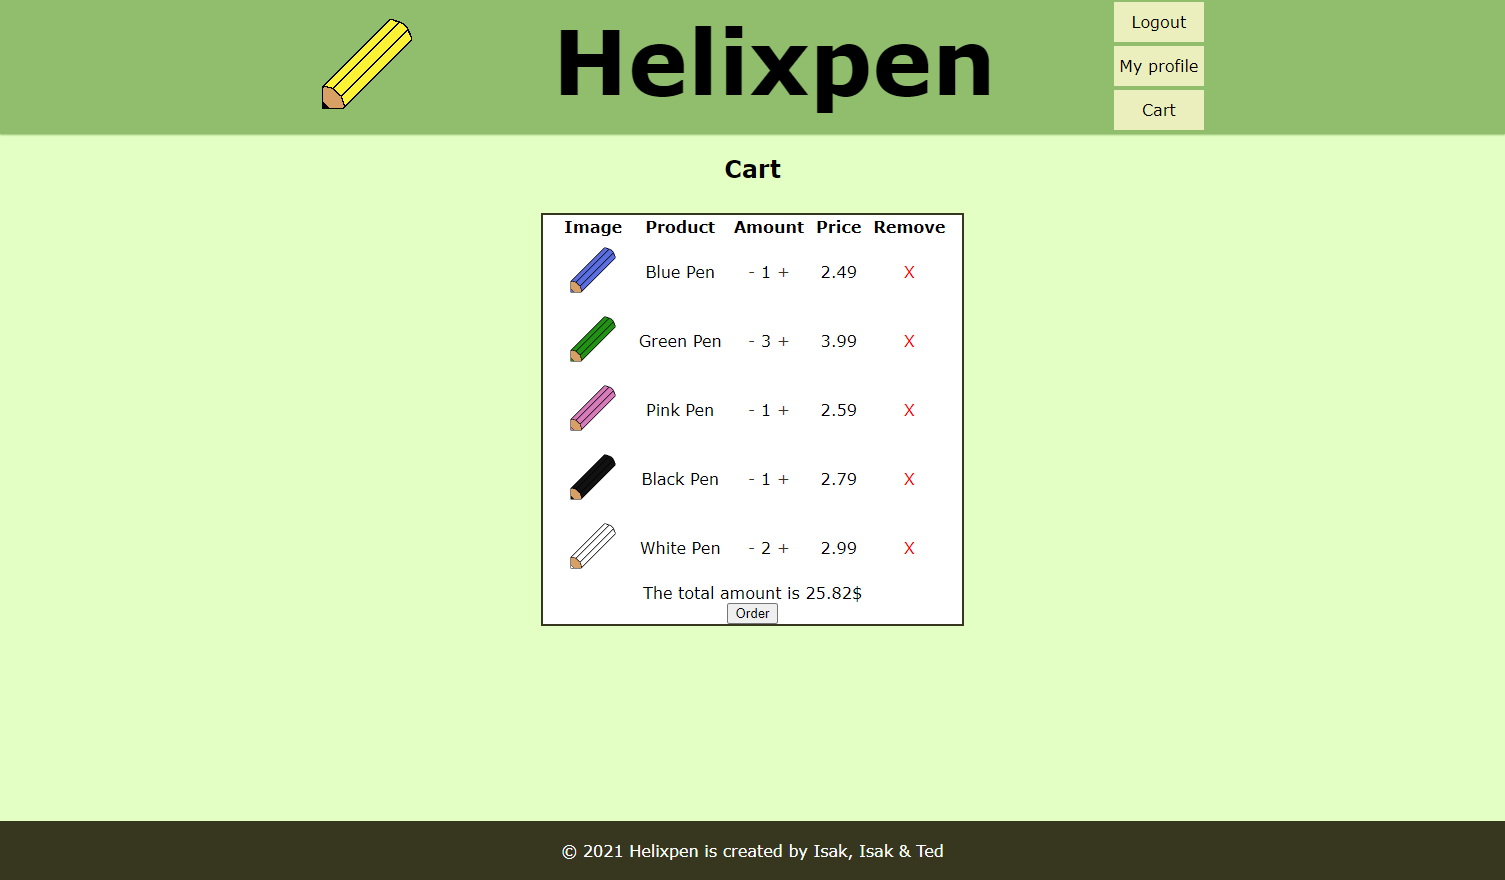 Helixpen
Logout
My profile
Cart
Cart
Image Product Amount Price Remove
Blue Pen - 1 + 2.49 X
Green Pen - 3 + 3.99 X
Pink Pen - 1 + 2.59 X
Black Pen - 1 + 2.79 X
White Pen - 2 + 2.99 X
The total amount is 25.82$
Order
© 2021 Helixpen is created by Isak, Isak & Ted